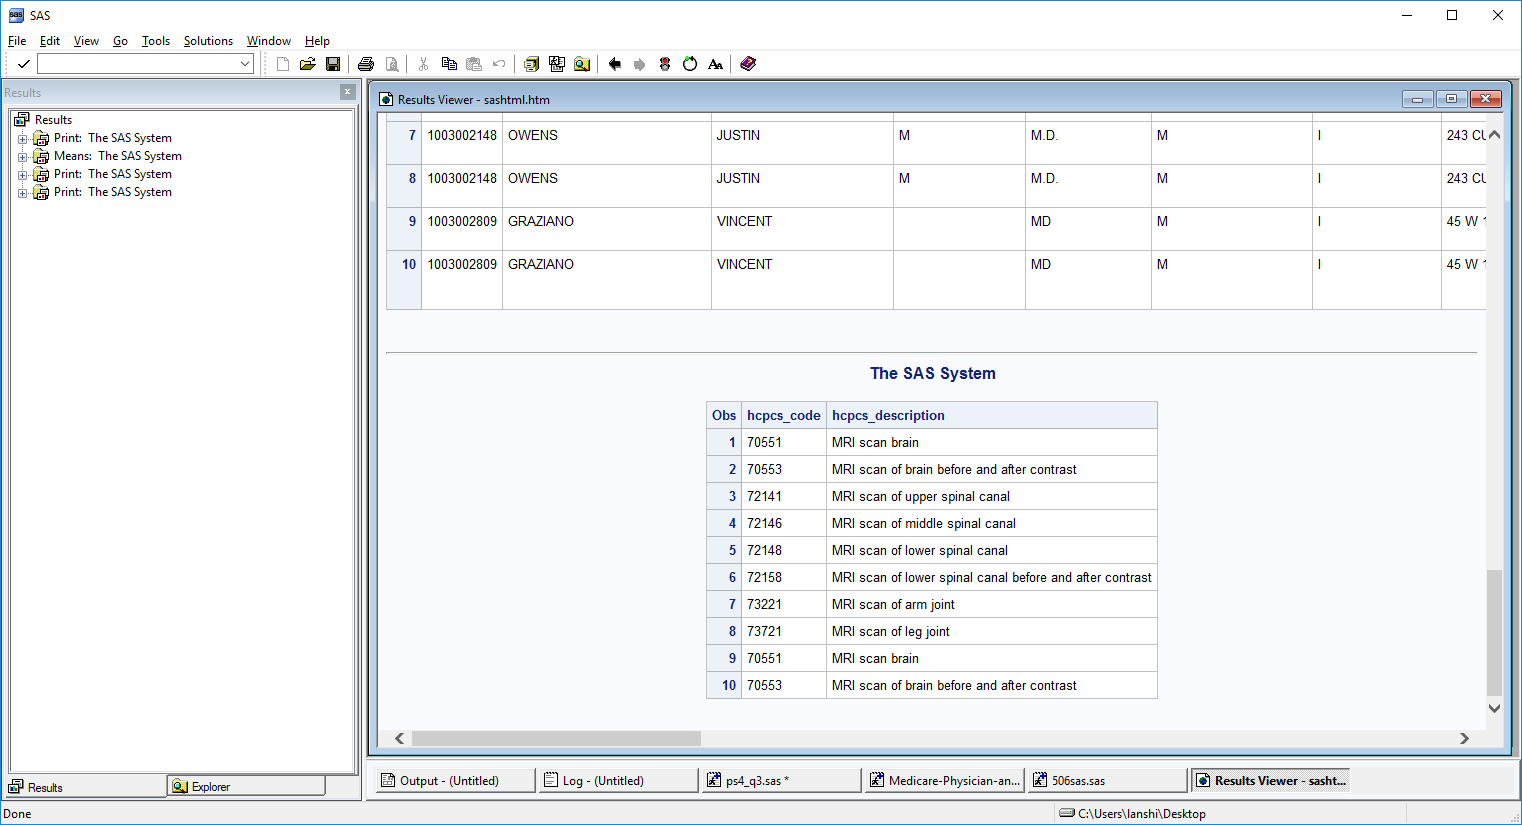 SAS
File Edit View Go Tools Solutions Window Help
Results
Results
Print: The SAS System
Means: The SAS System
Print: The SAS System
Print: The SAS System
Results Explorer
Results Viewer - sashtml.htm
7 1003002148 OWENS JUSTIN M M.D. M I 243 CU
8 1003002148 OWENS JUSTIN M M.D. M I 243 CU
9 1003002809 GRAZIANO VINCENT MD M I 45 W 1
10 1003002809 GRAZIANO VINCENT MD M I 45 W 1
The SAS System
Obs hcpcs_code hcpcs_description
1 70551 MRI scan brain
2 70553 MRI scan of brain before and after contrast
3 72141 MRI scan of upper spinal canal
4 72146 MRI scan of middle spinal canal
5 72148 MRI scan of lower spinal canal
6 72158 MRI scan of lower spinal canal before and after contrast
7 73221 MRI scan of arm joint
8 73721 MRI scan of leg joint
9 70551 MRI scan brain
10 70553 MRI scan of brain before and after contrast
Output - (Untitled) Log - (Untitled) ps4_q3.sas * Medicare-Physician-an... 506sas.sas Results Viewer - sasht...
Done C:\Users\lanshi\Desktop